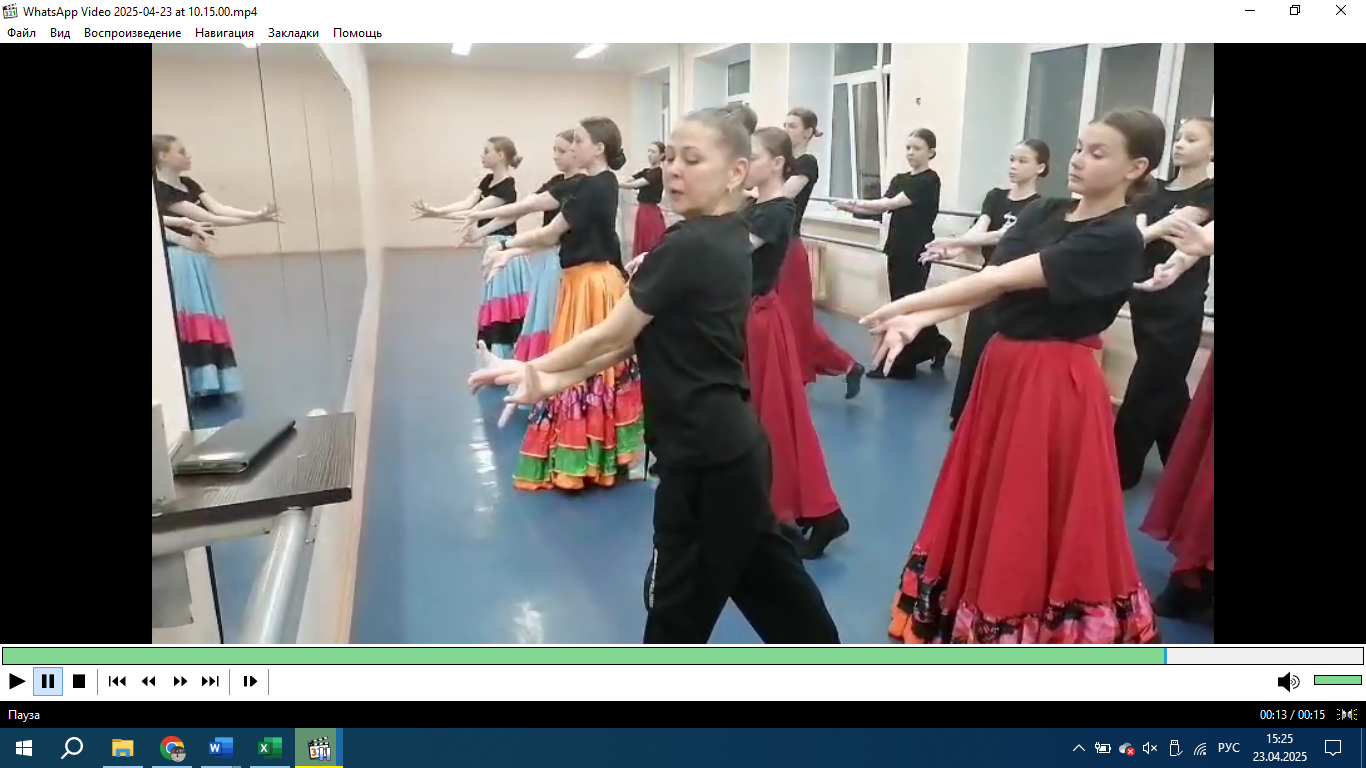 WhatsApp Video 2025-04-23 at 10.15.00.mp4
Файл Вид Воспроизведение Навигация Закладки Помощь
Пауза
00:13 / 00:15
РУС
15:25
23.04.2025